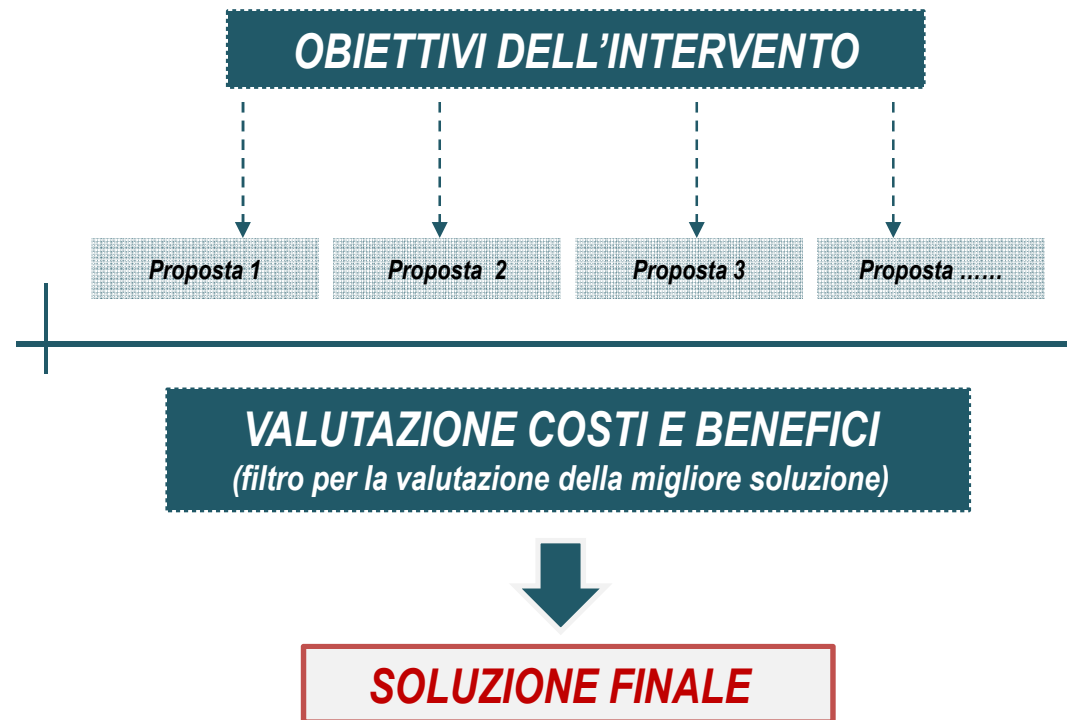 OBIETTIVI DELL’INTERVENTO
Proposta 1
Proposta 2
Proposta 3
Proposta ……
VALUTAZIONE COSTI E BENEFICI
(filtro per la valutazione della migliore soluzione)
SOLUZIONE FINALE